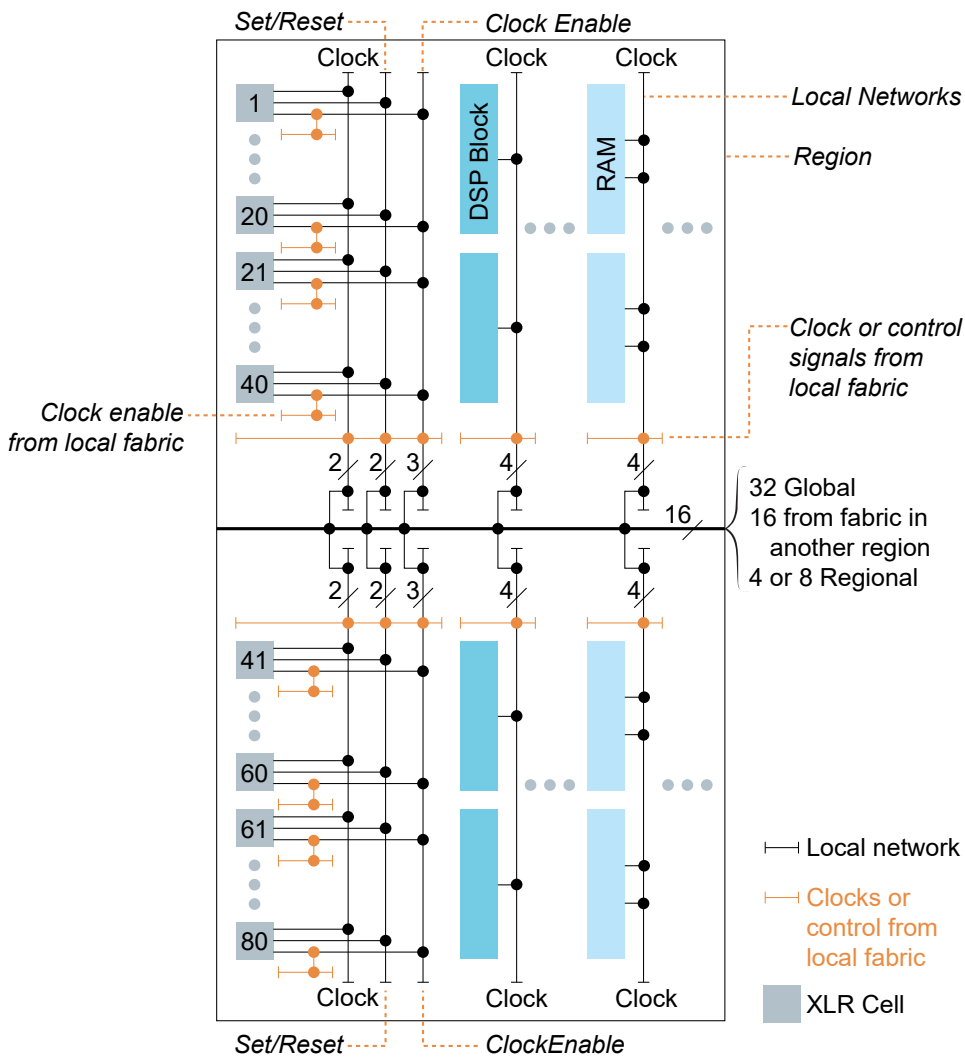 Set/Reset
Clock Enable
Clock
Clock
Clock
1
DSP Block
RAM
Local Networks
Region
20
21
40
Clock or control
signals from
local fabric
Clock enable
from local fabric
2
2
3
4
4
16
32 Global
16 from fabric in
another region
4 or 8 Regional
2
2
3
4
4
41
60
61
80
Local network
Clocks or
control from
local fabric
XLR Cell
Clock
Clock
Clock
Set/Reset
ClockEnable